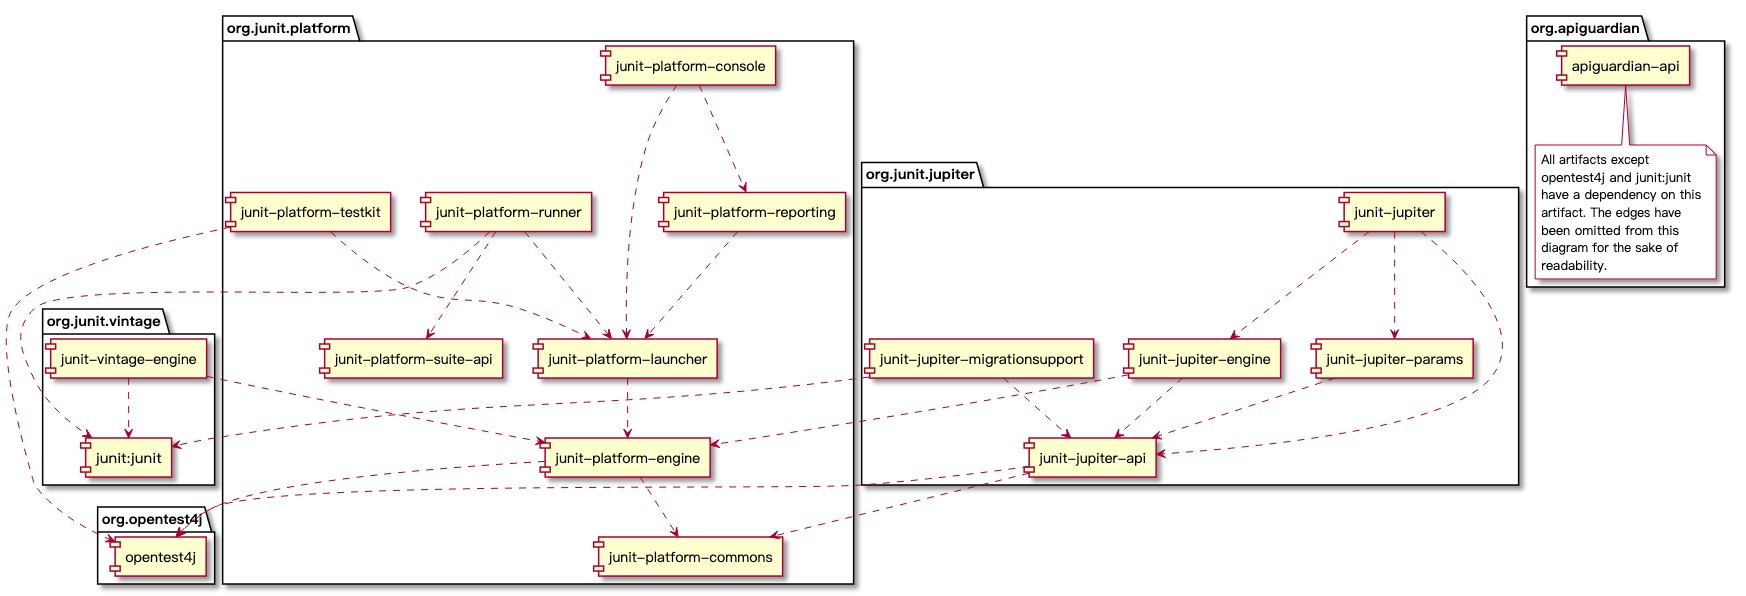 org.junit.platform
junit-platform-console
junit-platform-testkit
junit-platform-runner
junit-platform-reporting
junit-platform-suite-api
junit-platform-launcher
junit-platform-engine
junit-platform-commons
org.junit.jupiter
junit-jupiter
junit-jupiter-migrationsupport
junit-jupiter-engine
junit-jupiter-params
junit-jupiter-api
org.junit.vintage
junit-vintage-engine
junit:junit
org.opentest4j
opentest4j
org.apiguardian
apiguardian-api
All artifacts except
opentest4j and junit:junit
have a dependency on this
artifact. The edges have
been omitted from this
diagram for the sake of
readability.